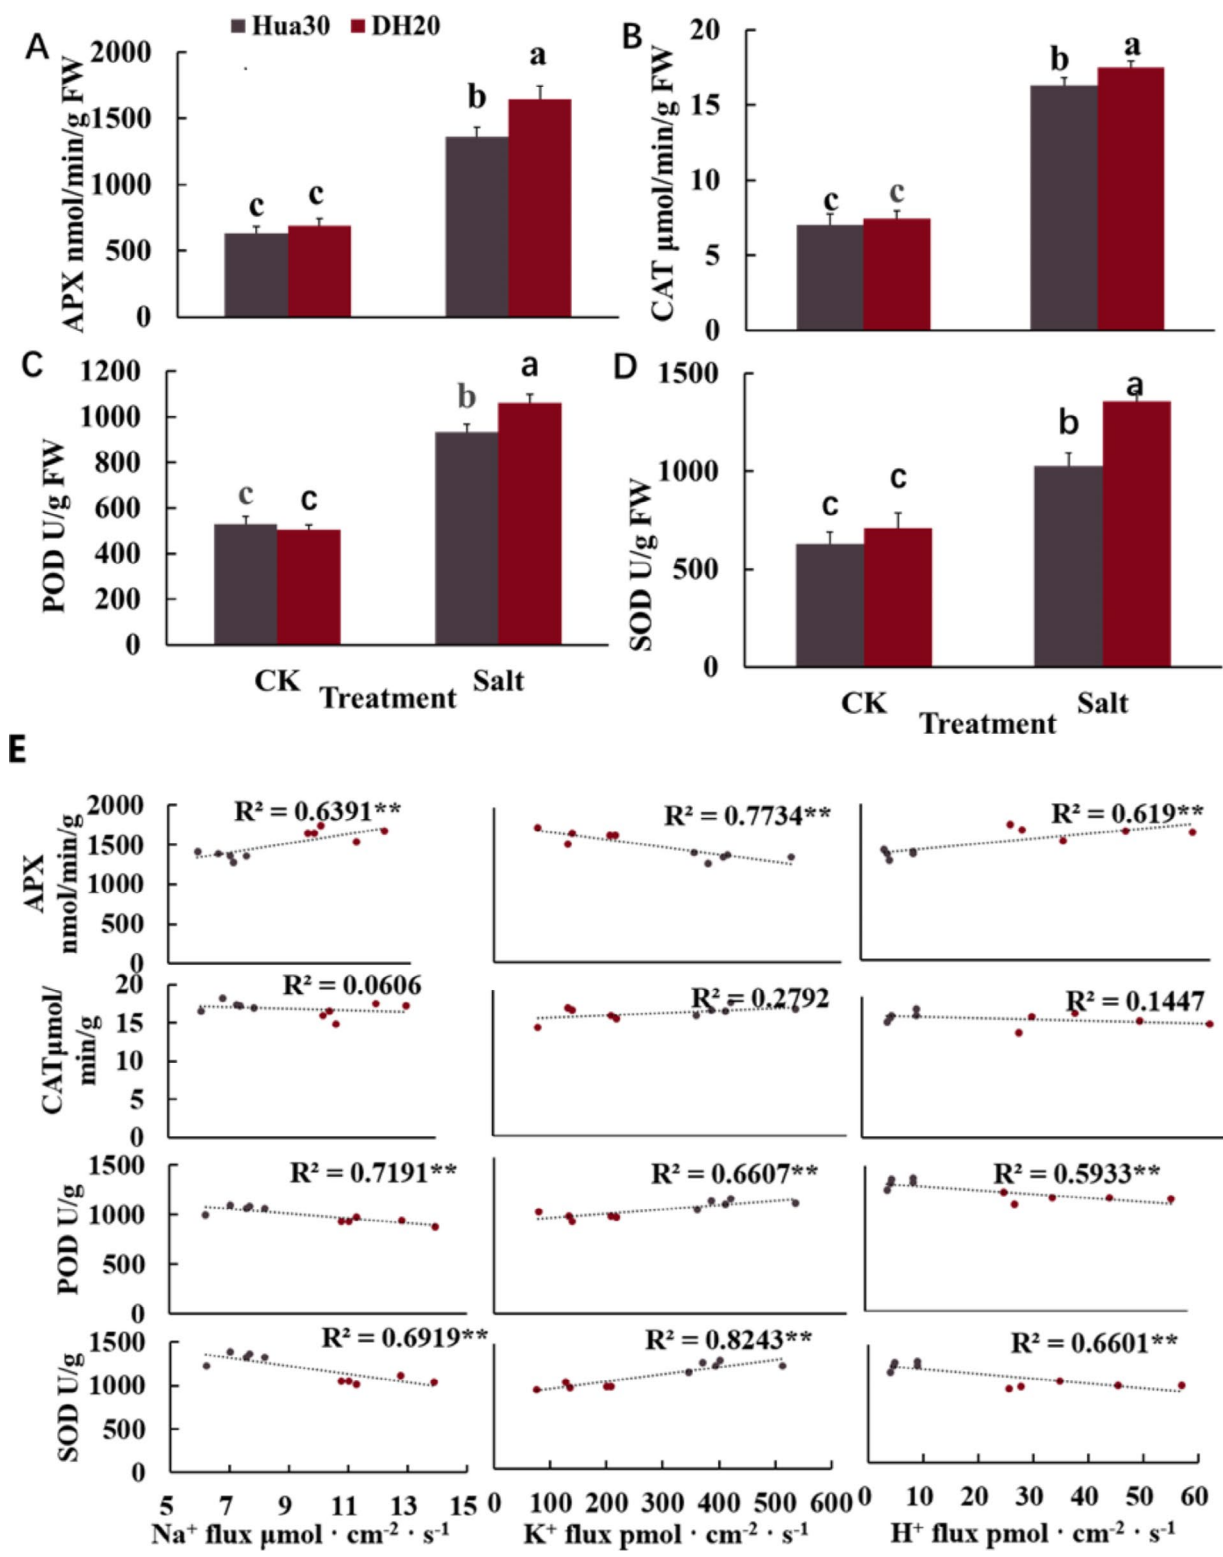 Hua30 DH20
A
APX nmol/min/g FW
2000
1500
1000
500
0
c
c
b
a
B
CAT µmol/min/g FW
20
15
10
5
0
c
c
b
a
C
POD U/g FW
1200
1000
800
600
400
200
0
c
c
b
a
CK
Salt
Treatment
D
SOD U/g FW
1500
1000
500
0
c
c
b
a
CK
Salt
Treatment
E
APX
nmol/min/g
2000
1500
1000
500
0
R² = 0.6391**
R² = 0.7734**
R² = 0.619**
CATµmol/
min/g
20
15
10
5
0
R² = 0.0606
R² = 0.2792
R² = 0.1447
POD U/g
1500
1000
500
0
R² = 0.7191**
R² = 0.6607**
R² = 0.5933**
SOD U/g
1500
1000
500
0
R² = 0.6919**
R² = 0.8243**
R² = 0.6601**
5 7 9 11 13 15
0 100 200 300 400 500 600
0 10 20 30 40 50 60
Na⁺ flux µmol · cm⁻² · s⁻¹
K⁺ flux pmol · cm⁻² · s⁻¹
H⁺ flux pmol · cm⁻² · s⁻¹